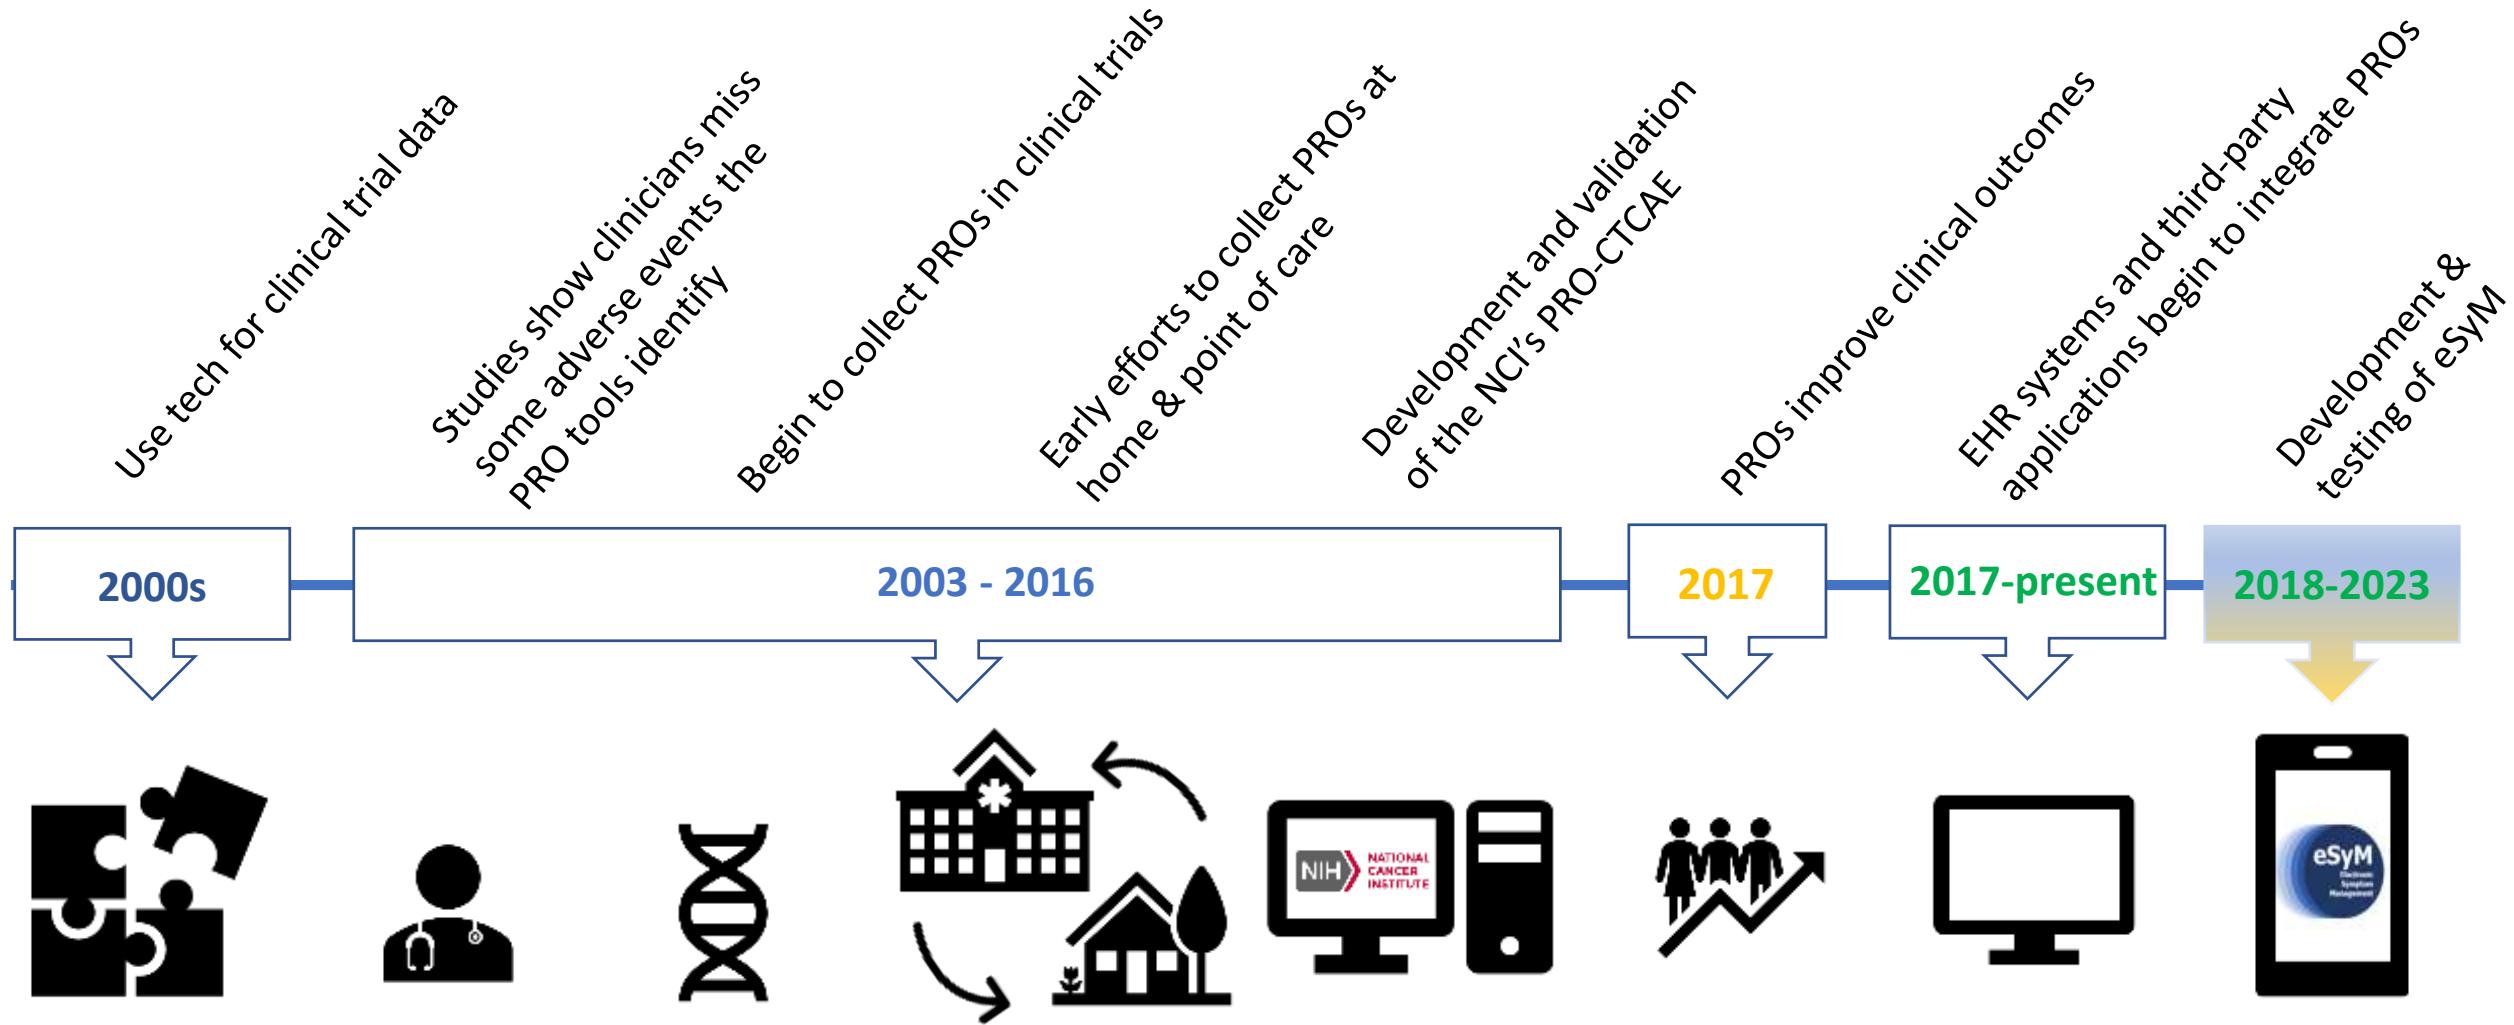 Use tech for clinical trial data
Studies show clinicians miss
some adverse events the
PRO tools identify
Begin to collect PROs in clinical trials
Early efforts to collect PROs at
home & point of care
Development and validation
of the NCI’s PRO-CTCAE
PROs improve clinical outcomes
EHR systems and third-party
applications begin to integrate PROs
Development &
testing of eSyM
2000s
2003 - 2016
2017
2017-present
2018-2023
NIH
NATIONAL
CANCER
INSTITUTE
eSyM
Electronic
Symptom
Management